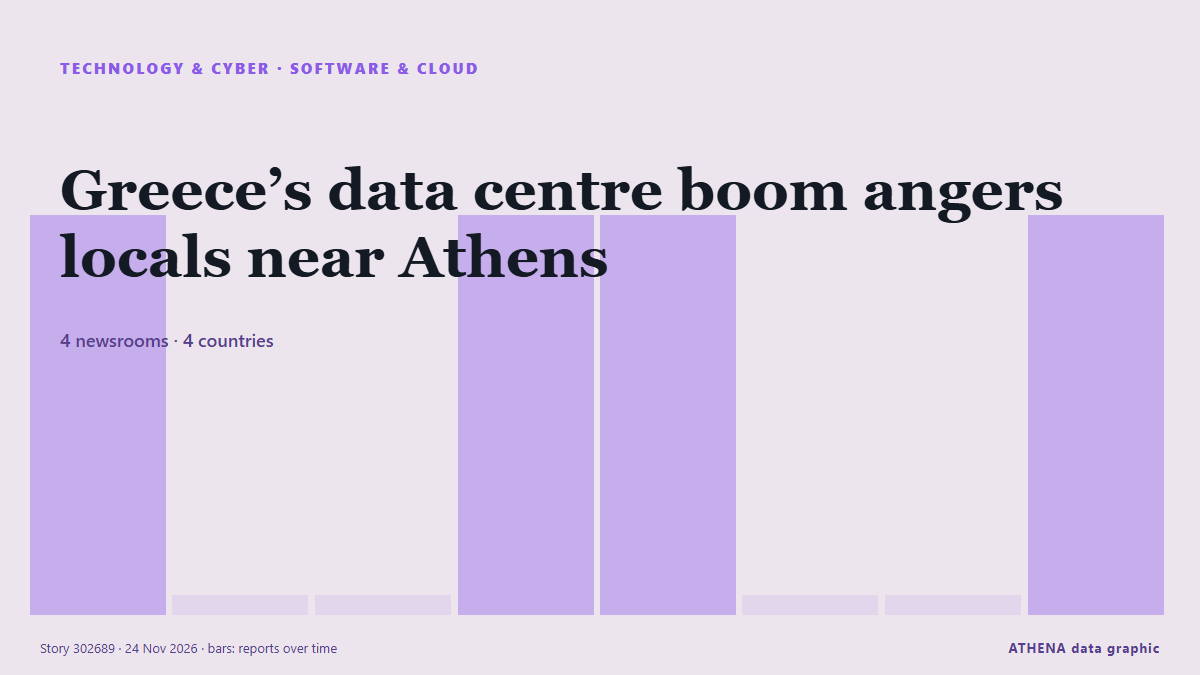 TECHNOLOGY & CYBER · SOFTWARE & CLOUD
Greece’s data centre boom angers
locals near Athens
4 newsrooms · 4 countries
Story 302689 · 24 Nov 2026 · bars: reports over time
ATHENA data graphic